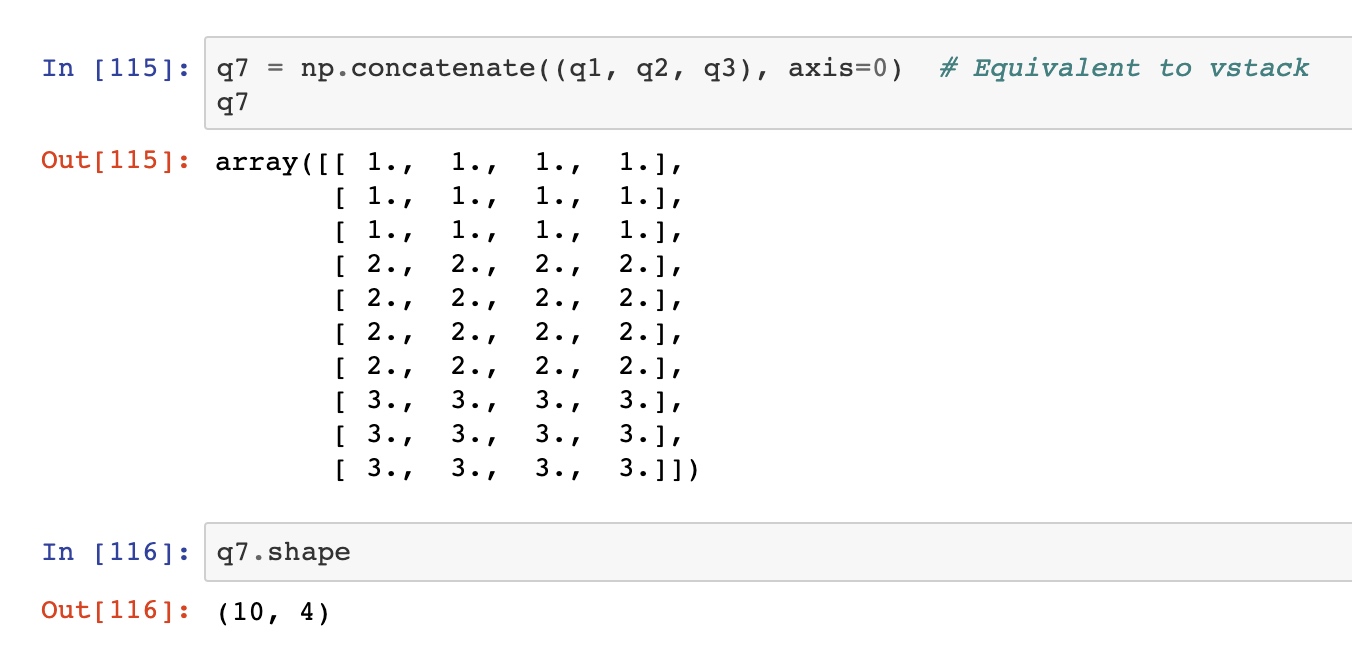 In [115]: q7 = np.concatenate((q1, q2, q3), axis=0)  # Equivalent to vstack
q7
Out[115]: array([[ 1.,  1.,  1.,  1.],
[ 1.,  1.,  1.,  1.],
[ 1.,  1.,  1.,  1.],
[ 2.,  2.,  2.,  2.],
[ 2.,  2.,  2.,  2.],
[ 2.,  2.,  2.,  2.],
[ 2.,  2.,  2.,  2.],
[ 3.,  3.,  3.,  3.],
[ 3.,  3.,  3.,  3.],
[ 3.,  3.,  3.,  3.]])
In [116]: q7.shape
Out[116]: (10, 4)